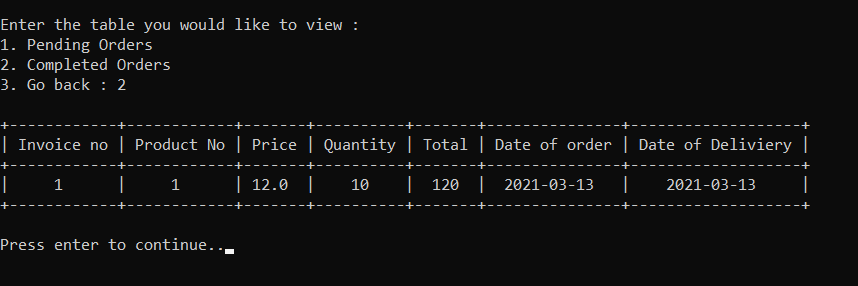 Enter the table you would like to view :
1. Pending Orders
2. Completed Orders
3. Go back : 2
+------------+------------+-------+----------+-------+---------------+-------------------+
| Invoice no | Product No | Price | Quantity | Total | Date of order | Date of Deliviery |
+------------+------------+-------+----------+-------+---------------+-------------------+
|     1      |     1      | 12.0  |    10    |  120  |  2021-03-13   |    2021-03-13     |
+------------+------------+-------+----------+-------+---------------+-------------------+
Press enter to continue..